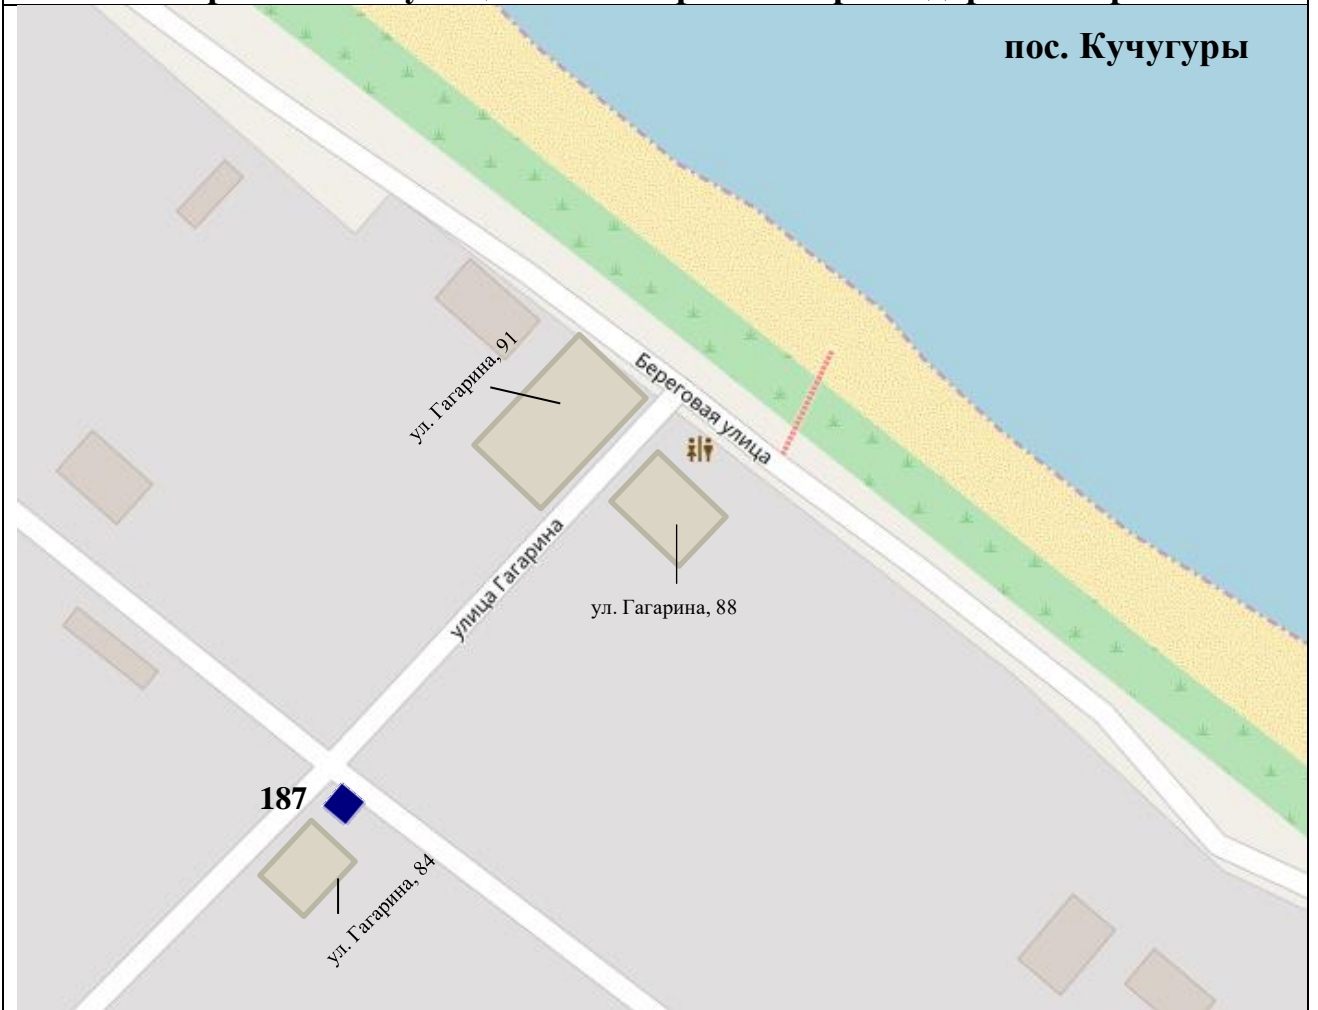 пос. Кучугуры
ул. Гагарина, 91
Береговая улица
улица Гагарина
ул. Гагарина, 88
187
ул. Гагарина, 84